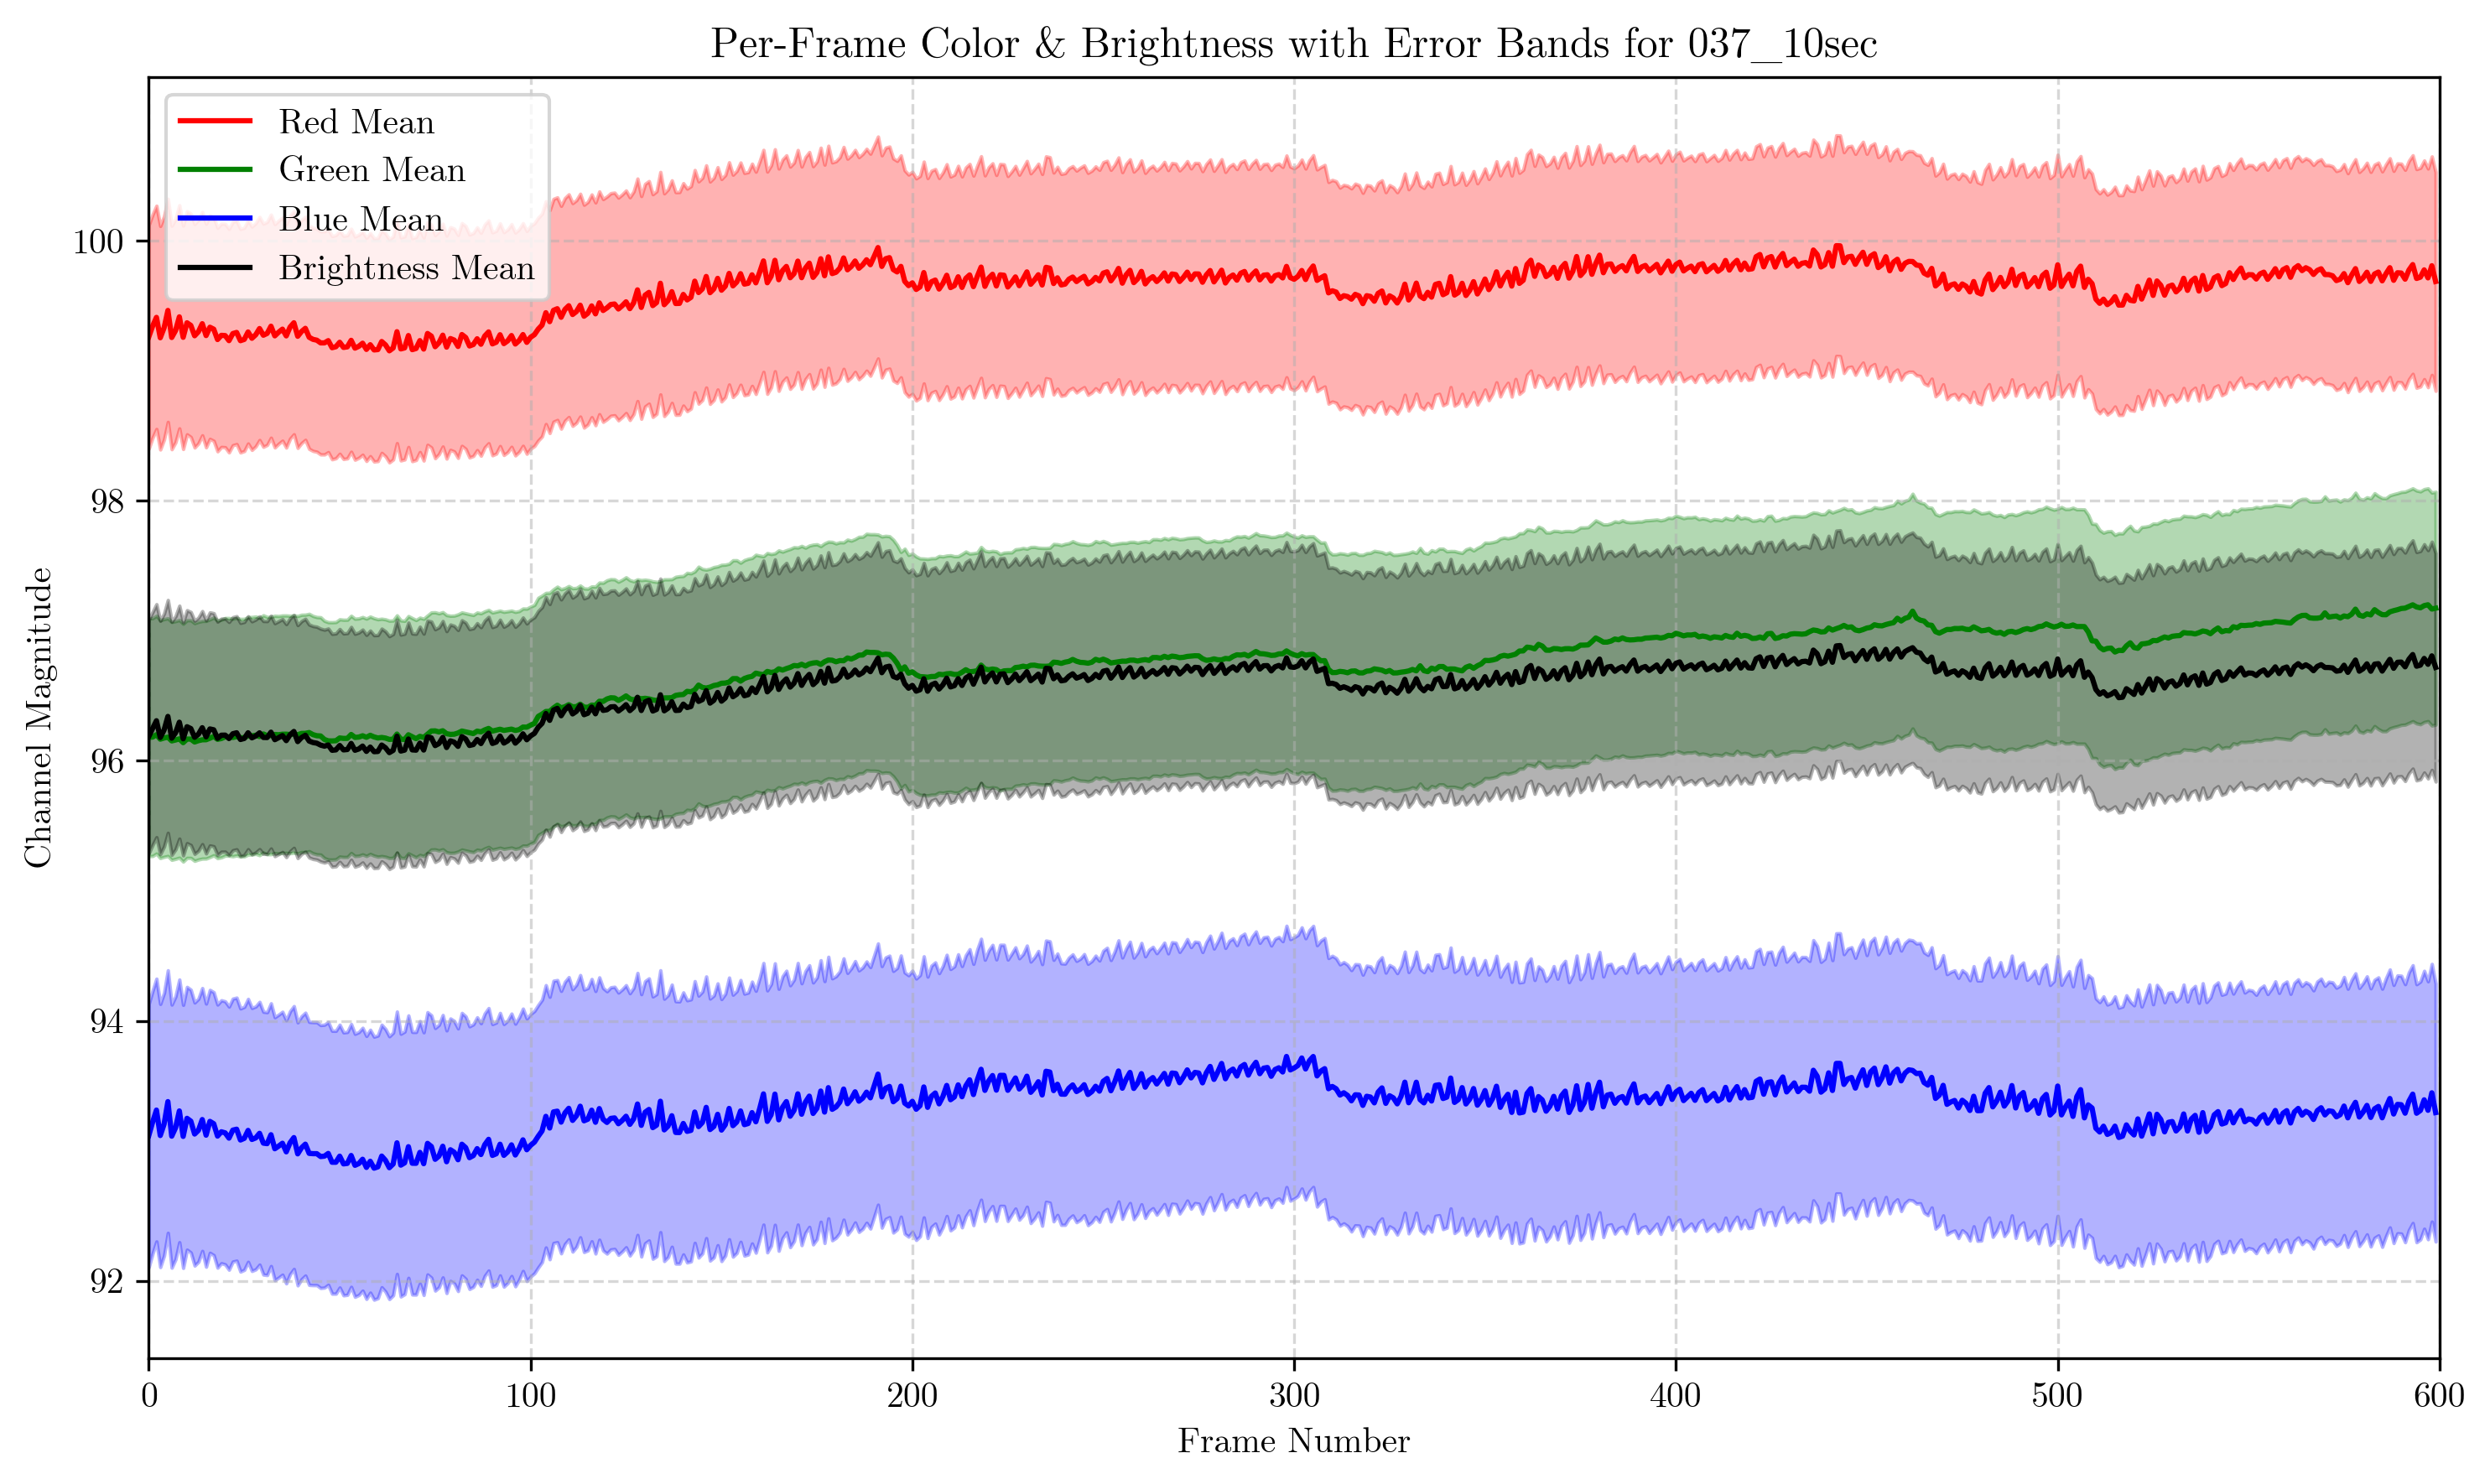 Per-Frame Color & Brightness with Error Bands for 037_10sec
Red Mean
Green Mean
Blue Mean
Brightness Mean
Channel Magnitude
100
98
96
94
92
0 100 200 300 400 500 600
Frame Number